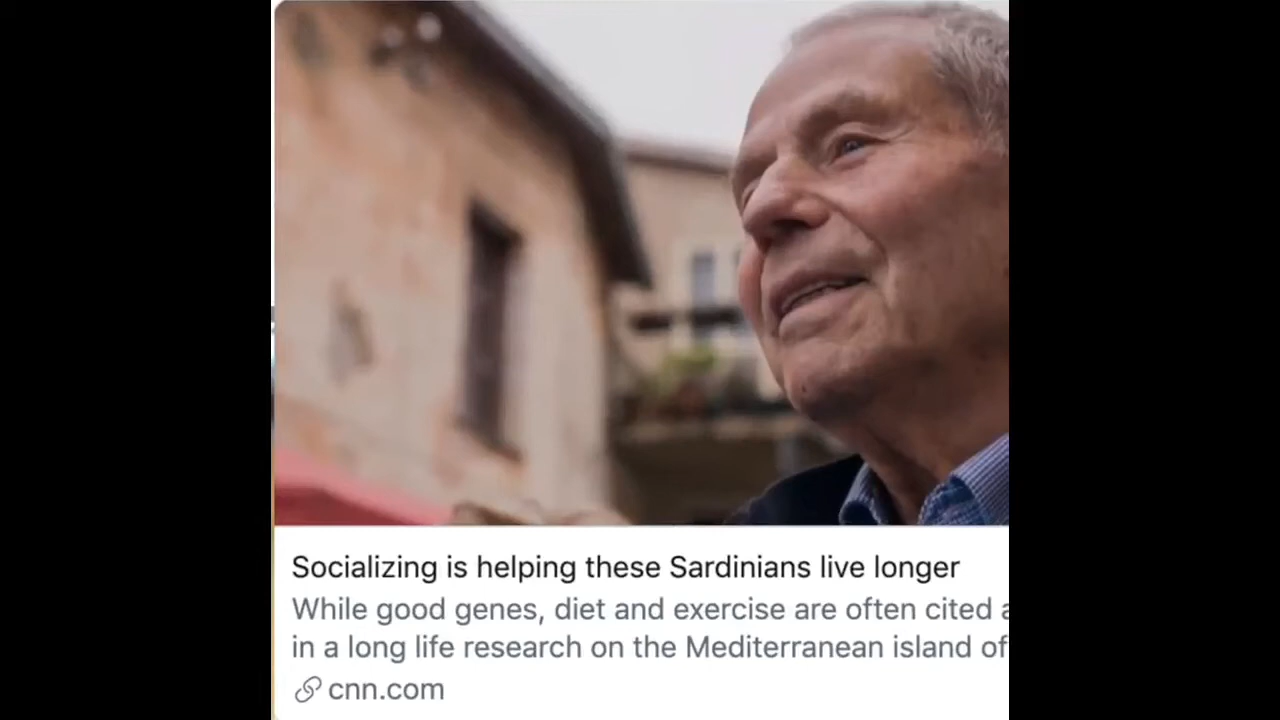 Socializing is helping these Sardinians live longer
While good genes, diet and exercise are often cited
in a long life research on the Mediterranean island of
cnn.com